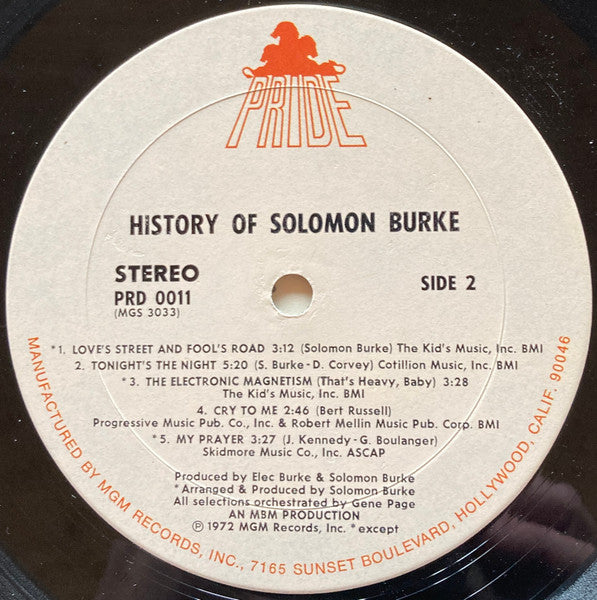 PRIDE
HISTORY OF SOLOMON BURKE
STEREO
PRD 0011
(MGS 3033)
SIDE 2
*1. LOVE'S STREET AND FOOL'S ROAD 3:12 (Solomon Burke) The Kid's Music, Inc. BMI
2. TONIGHT'S THE NIGHT 5:20 (S. Burke-D. Corvey) Cotillion Music, Inc. BMI
*3. THE ELECTRONIC MAGNETISM (That's Heavy, Baby) 3:28
The Kid's Music, Inc. BMI
4. CRY TO ME 2:46 (Bert Russell)
Progressive Music Pub. Co., Inc. & Robert Mellin Music Pub. Corp. BMI
*5. MY PRAYER 3:27 (J. Kennedy-G. Boulanger)
Skidmore Music Co., Inc. ASCAP
Produced by Elec Burke & Solomon Burke
*Arranged & Produced by Solomon Burke
All selections orchestrated by Gene Page
AN MBM PRODUCTION
℗ 1972 MGM Records, Inc. *except
MANUFACTURED BY MGM RECORDS, INC., 7165 SUNSET BOULEVARD, HOLLYWOOD, CALIF. 90046